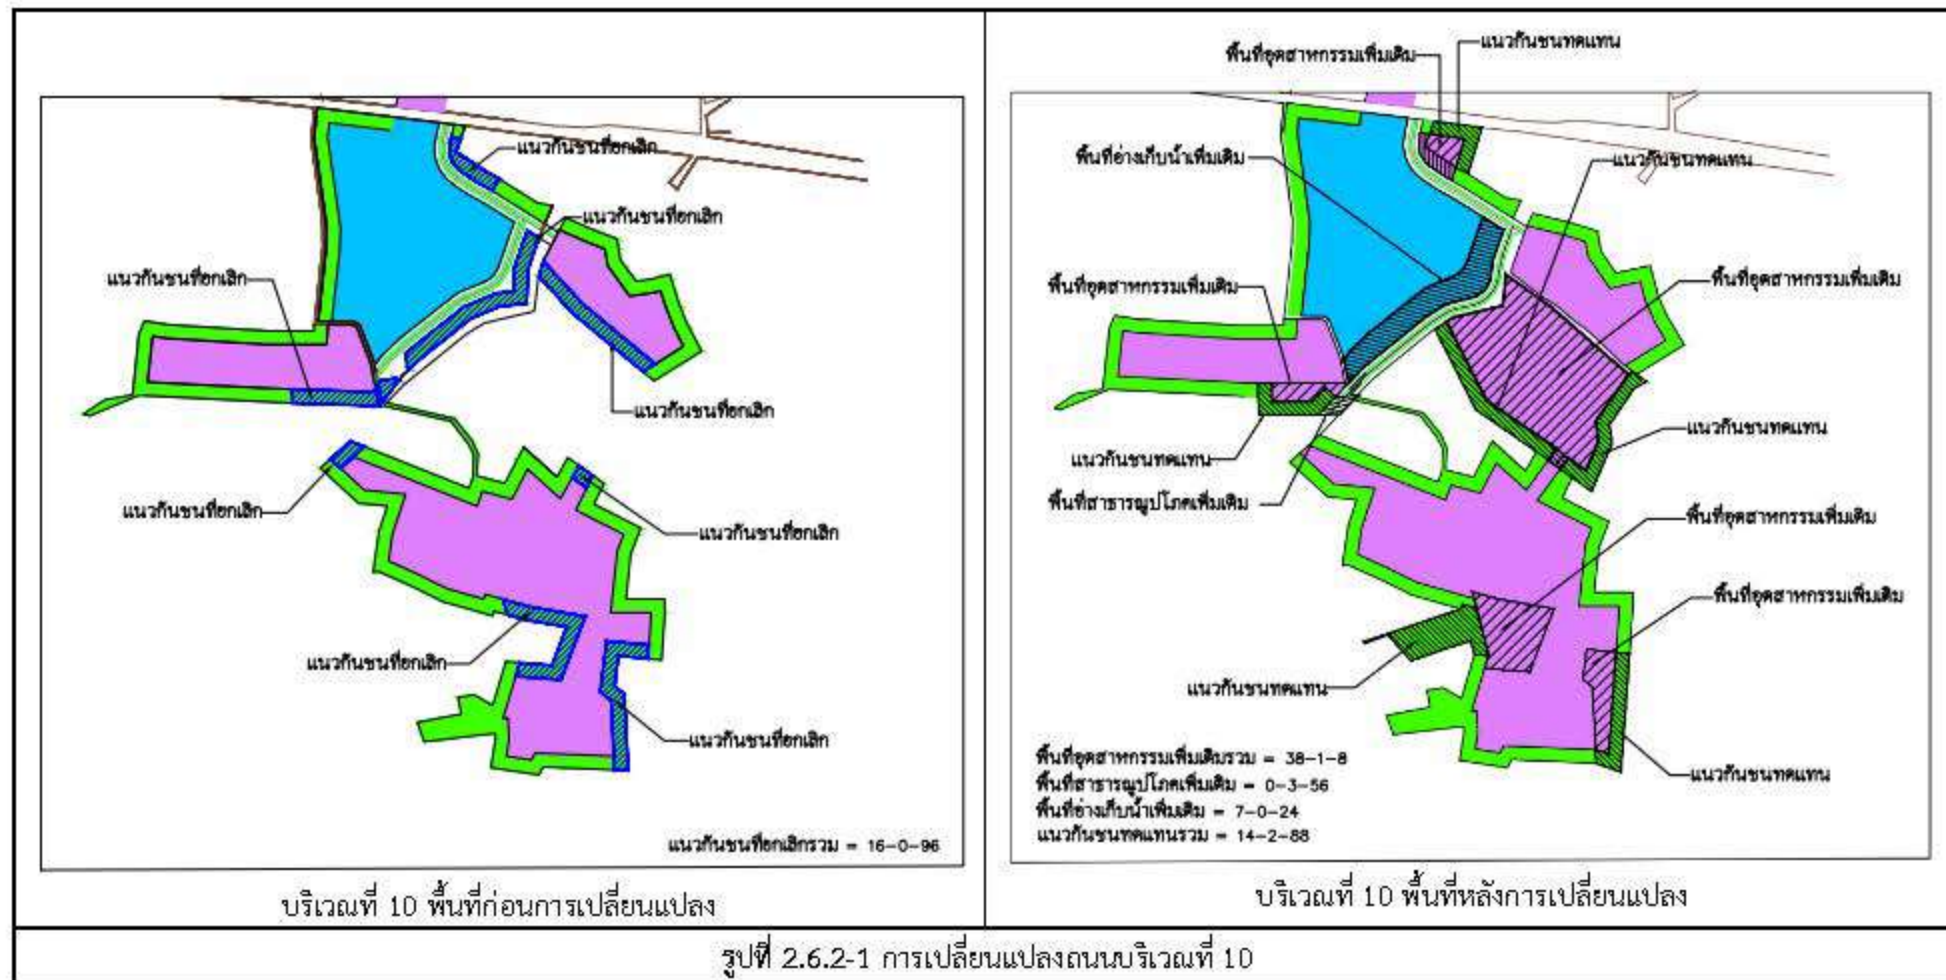 แนวกันชนที่ยกเลิก
แนวกันชนที่ยกเลิก
แนวกันชนที่ยกเลิก
แนวกันชนที่ยกเลิก
แนวกันชนที่ยกเลิก
แนวกันชนที่ยกเลิก
แนวกันชนที่ยกเลิก
แนวกันชนที่ยกเลิก
แนวกันชนที่ยกเลิกรวม = 16-0-96
บริเวณที่ 10 พื้นที่ก่อนการเปลี่ยนแปลง
แนวกันชนทดแทน
พื้นที่อุตสาหกรรมเพิ่มเติม
พื้นที่อ่างเก็บน้ำเพิ่มเติม
แนวกันชนทดแทน
พื้นที่อุตสาหกรรมเพิ่มเติม
พื้นที่อุตสาหกรรมเพิ่มเติม
แนวกันชนทดแทน
แนวกันชนทดแทน
พื้นที่สาธารณูปโภคเพิ่มเติม
พื้นที่อุตสาหกรรมเพิ่มเติม
พื้นที่อุตสาหกรรมเพิ่มเติม
แนวกันชนทดแทน
แนวกันชนทดแทน
พื้นที่อุตสาหกรรมเพิ่มเติมรวม = 38-1-8
พื้นที่สาธารณูปโภคเพิ่มเติม = 0-3-56
พื้นที่อ่างเก็บน้ำเพิ่มเติม = 7-0-24
แนวกันชนทดแทนรวม = 14-2-88
บริเวณที่ 10 พื้นที่หลังการเปลี่ยนแปลง
รูปที่ 2.6.2-1 การเปลี่ยนแปลงถนนบริเวณที่ 10